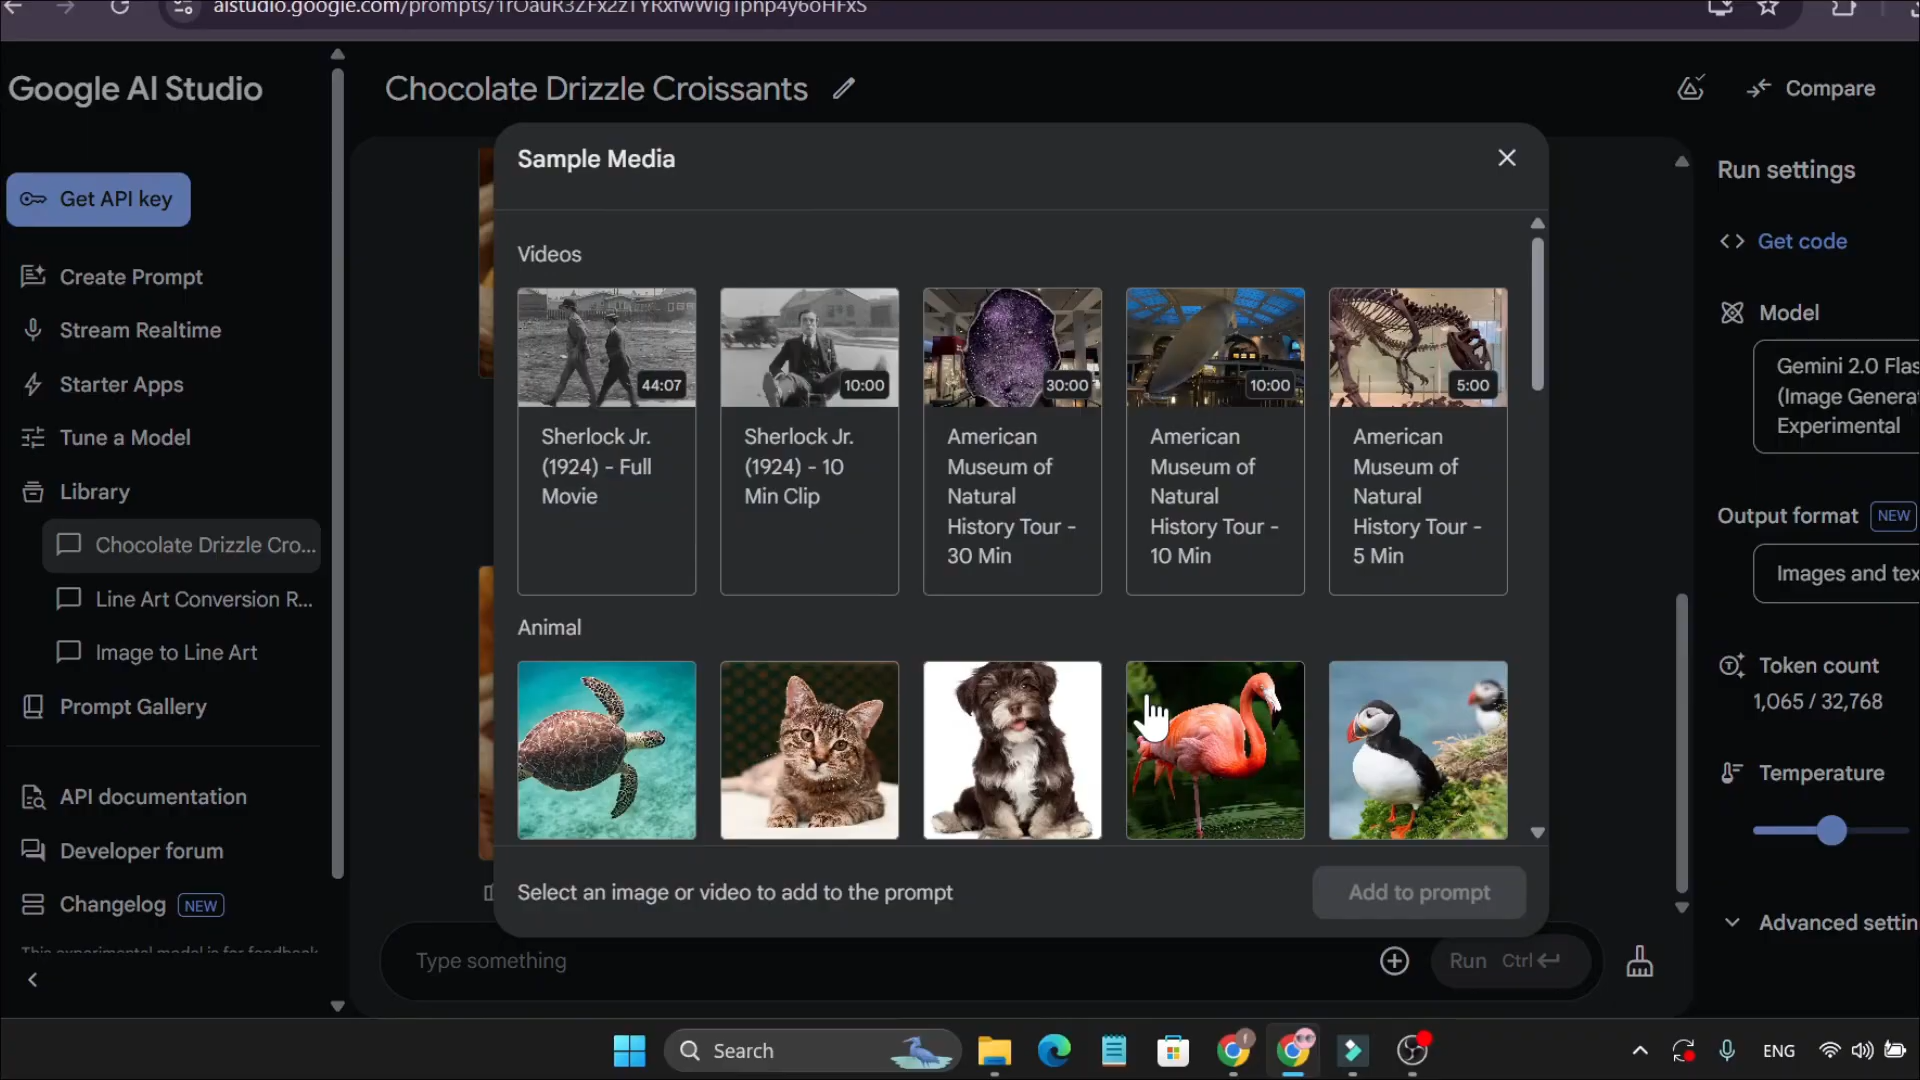 aistudio.google.com/prompts/
Google AI Studio
Chocolate Drizzle Croissants
Compare
Get API key
Create Prompt
Stream Realtime
Starter Apps
Tune a Model
Library
Chocolate Drizzle Cro...
Line Art Conversion R...
Image to Line Art
Prompt Gallery
API documentation
Developer forum
Changelog NEW
This experimental model is for feedback
Sample Media
Videos
44:07
10:00
30:00
10:00
5:00
Sherlock Jr.
(1924) - Full
Movie
Sherlock Jr.
(1924) - 10
Min Clip
American
Museum of
Natural
History Tour -
30 Min
American
Museum of
Natural
History Tour -
10 Min
American
Museum of
Natural
History Tour -
5 Min
Animal
Select an image or video to add to the prompt
Add to prompt
Type something
Run Ctrl
Run settings
Get code
Model
Gemini 2.0 Flas
(Image Genera
Experimental
Output format NEW
Images and tex
Token count
1,065 / 32,768
Temperature
Advanced settin
Search
ENG